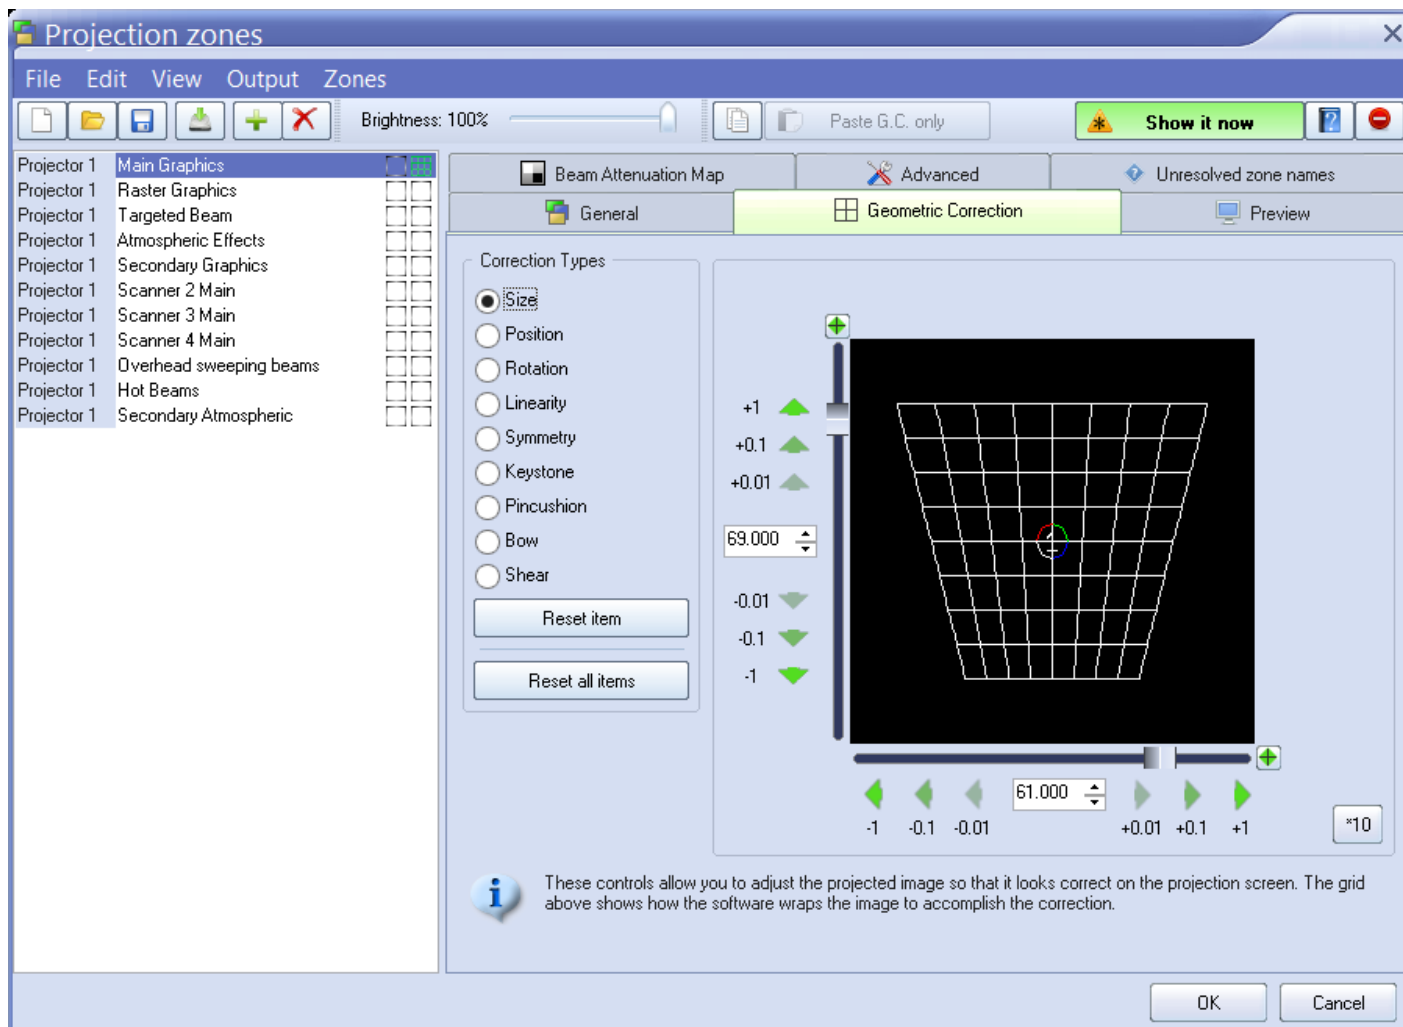 Projection zones
File Edit View Output Zones
Brightness: 100%
Paste G.C. only
Show it now
Projector 1 Main Graphics
Projector 1 Raster Graphics
Projector 1 Targeted Beam
Projector 1 Atmospheric Effects
Projector 1 Secondary Graphics
Projector 1 Scanner 2 Main
Projector 1 Scanner 3 Main
Projector 1 Scanner 4 Main
Projector 1 Overhead sweeping beams
Projector 1 Hot Beams
Projector 1 Secondary Atmospheric
Beam Attenuation Map
Advanced
Unresolved zone names
General
Geometric Correction
Preview
Correction Types
Size
Position
Rotation
Linearity
Symmetry
Keystone
Pincushion
Bow
Shear
Reset item
Reset all items
+1
+0.1
+0.01
69.000
-0.01
-0.1
-1
1
61.000
-1 -0.1 -0.01 +0.01 +0.1 +1
*10
These controls allow you to adjust the projected image so that it looks correct on the projection screen. The grid
above shows how the software wraps the image to accomplish the correction.
OK Cancel